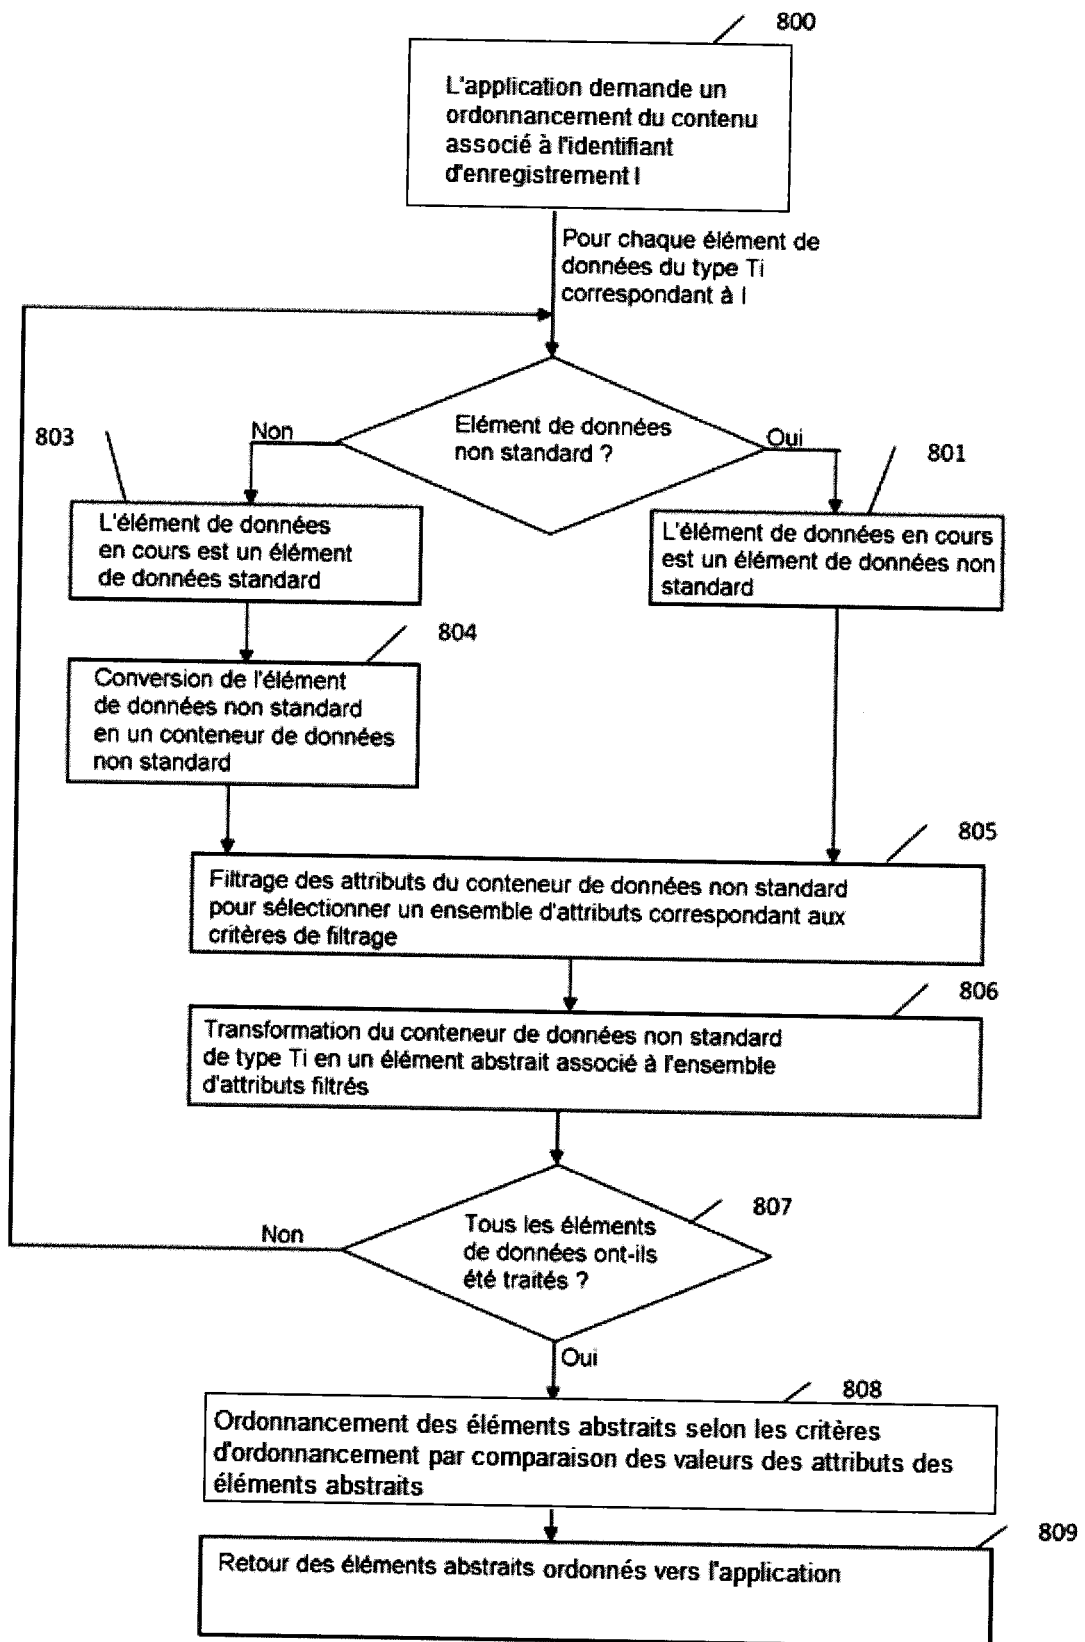 800
L'application demande un
ordonnancement du contenu
associé à l'identifiant
d'enregistrement I
Pour chaque élément de
données du type Ti
correspondant à I
Elément de données
non standard ?
Non
Oui
803
801
L'élément de données
en cours est un élément
de données standard
L'élément de données en cours
est un élément de données non
standard
804
Conversion de l'élément
de données non standard
en un conteneur de données
non standard
805
Filtrage des attributs du conteneur de données non standard
pour sélectionner un ensemble d'attributs correspondant aux
critères de filtrage
806
Transformation du conteneur de données non standard
de type Ti en un élément abstrait associé à l'ensemble
d'attributs filtrés
807
Tous les éléments
de données ont-ils
été traités ?
Non
Oui
808
Ordonnancement des éléments abstraits selon les critères
d'ordonnancement par comparaison des valeurs des attributs des
éléments abstraits
809
Retour des éléments abstraits ordonnés vers l'application